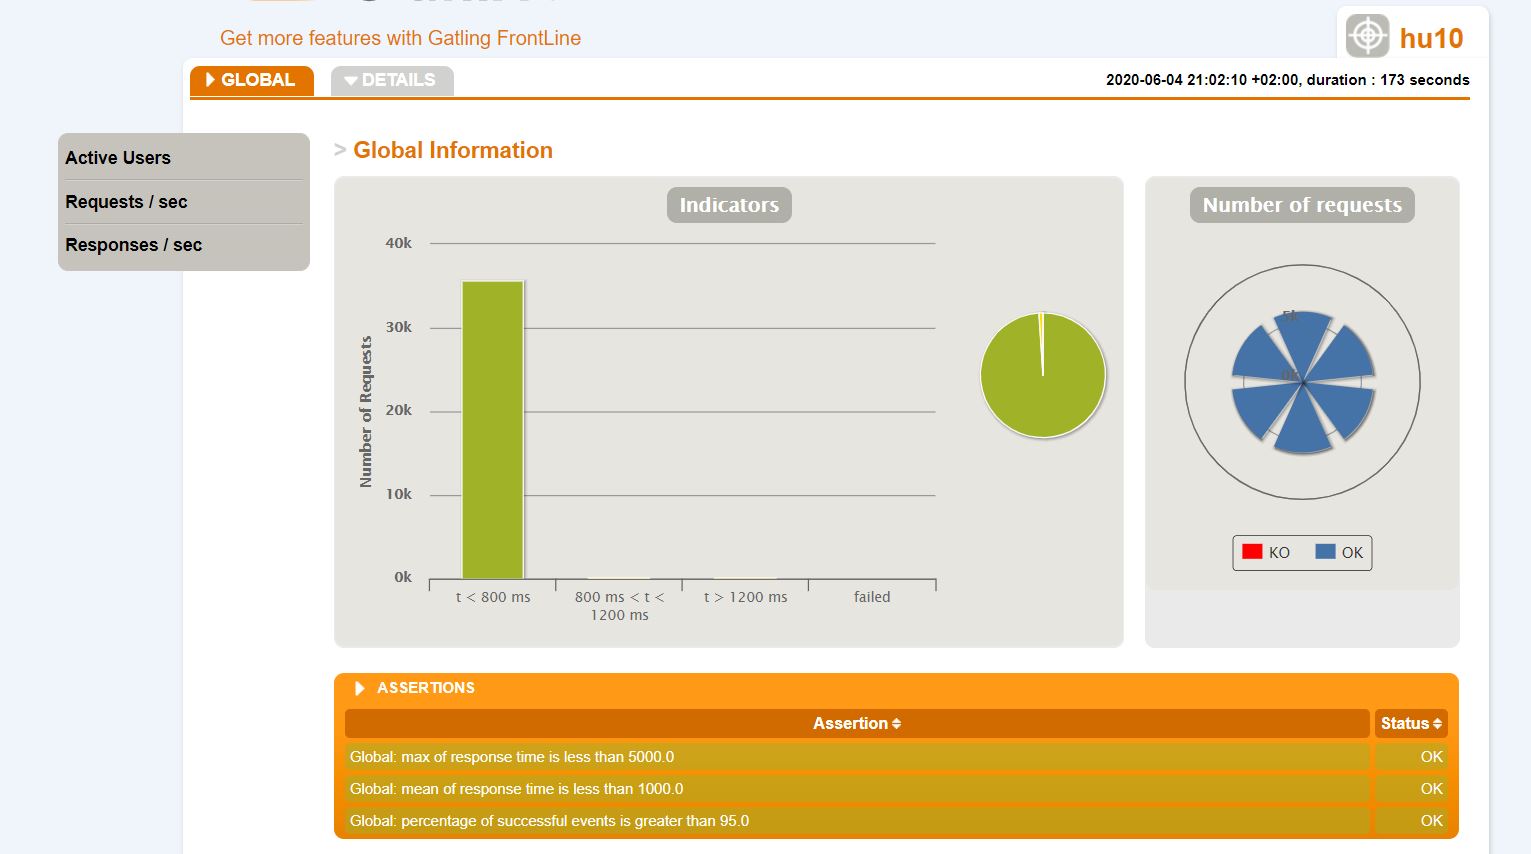 Get more features with Gatling FrontLine
hu10
GLOBAL
DETAILS
2020-06-04 21:02:10 +02:00, duration : 173 seconds
Active Users
Requests / sec
Responses / sec
> Global Information
Indicators
Number of Requests
40k
30k
20k
10k
0k
t < 800 ms
800 ms < t <
1200 ms
t > 1200 ms
failed
Number of requests
5k
0k
KO
OK
ASSERTIONS
Assertion
Status
Global: max of response time is less than 5000.0
OK
Global: mean of response time is less than 1000.0
OK
Global: percentage of successful events is greater than 95.0
OK